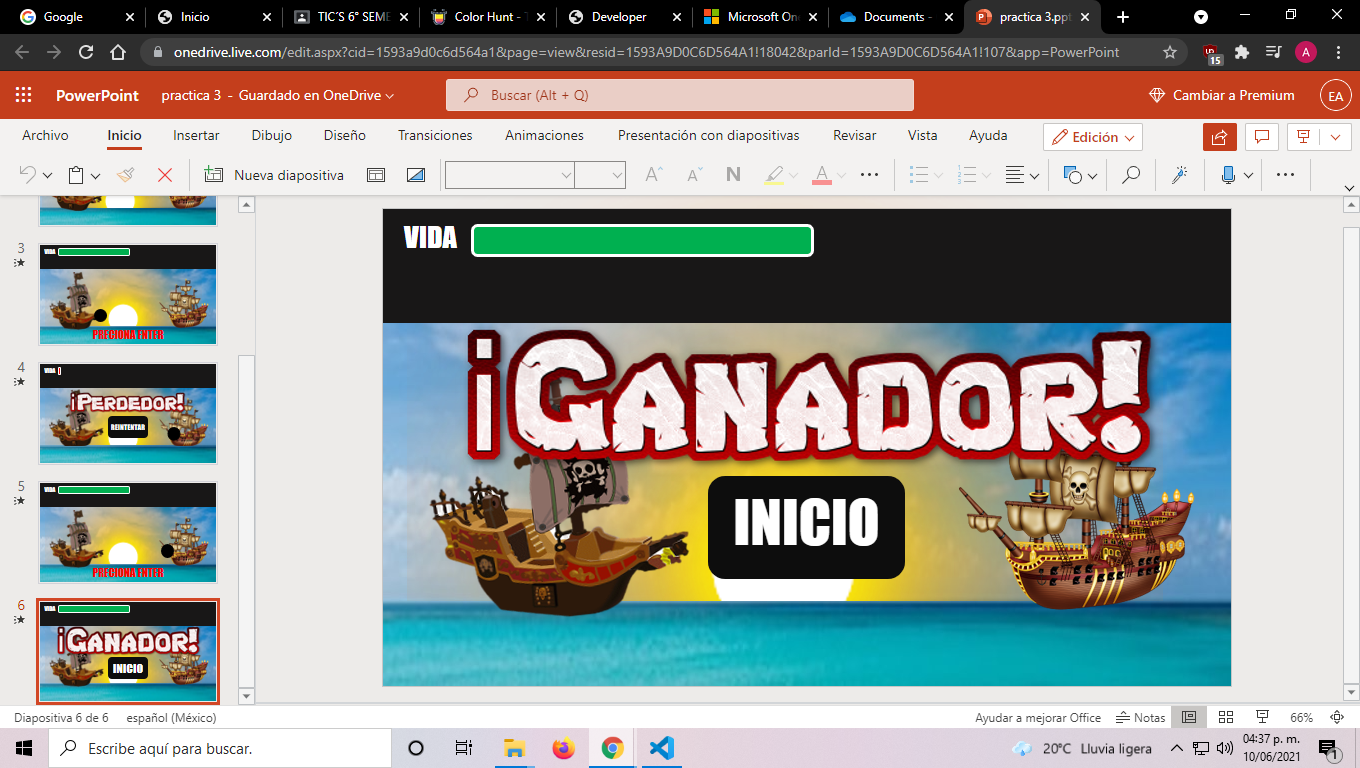 Google
Inicio
TIC´S 6° SEME
Color Hunt - T
Developer
Microsoft On
Documents -
practica 3.ppt
onedrive.live.com/edit.aspx?cid=1593a9d0c6d564a1&page=view&resid=1593A9D0C6D564A1!18042&parId=1593A9D0C6D564A1!107&app=PowerPoint
15
A
PowerPoint
practica 3 - Guardado en OneDrive
Buscar (Alt + Q)
Cambiar a Premium
EA
Archivo
Inicio
Insertar
Dibujo
Diseño
Transiciones
Animaciones
Presentación con diapositivas
Revisar
Vista
Ayuda
Edición
Nueva diapositiva
A
A
N
A
3
VIDA
PRECIONA ENTER
4
VIDA
¡PERDEDOR!
REINTENTAR
5
VIDA
PRECIONA ENTER
6
VIDA
¡GANADOR!
INICIO
VIDA
¡GANADOR!
INICIO
Diapositiva 6 de 6
español (México)
Ayudar a mejorar Office
Notas
66%
Escribe aquí para buscar.
20°C Lluvia ligera
04:37 p. m.
10/06/2021
1